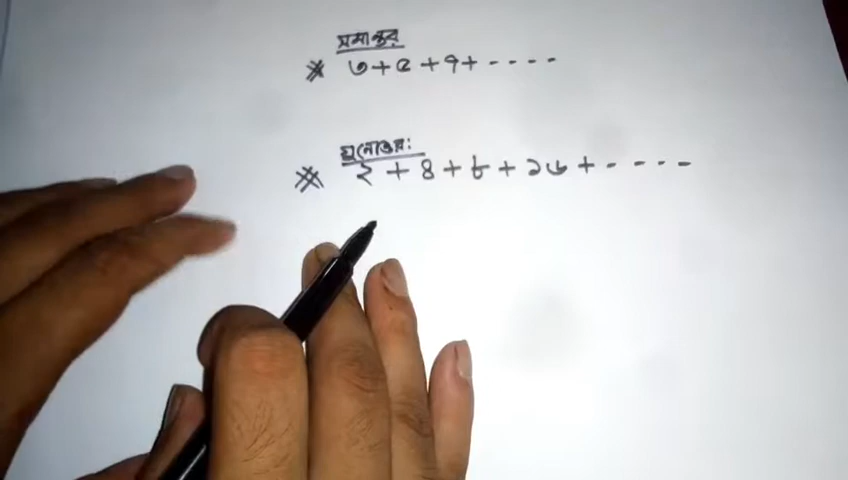 সমান্তর
* ৩+৫+৭+----
গুনোত্তর:
* ২+৪+৮+১৬+----